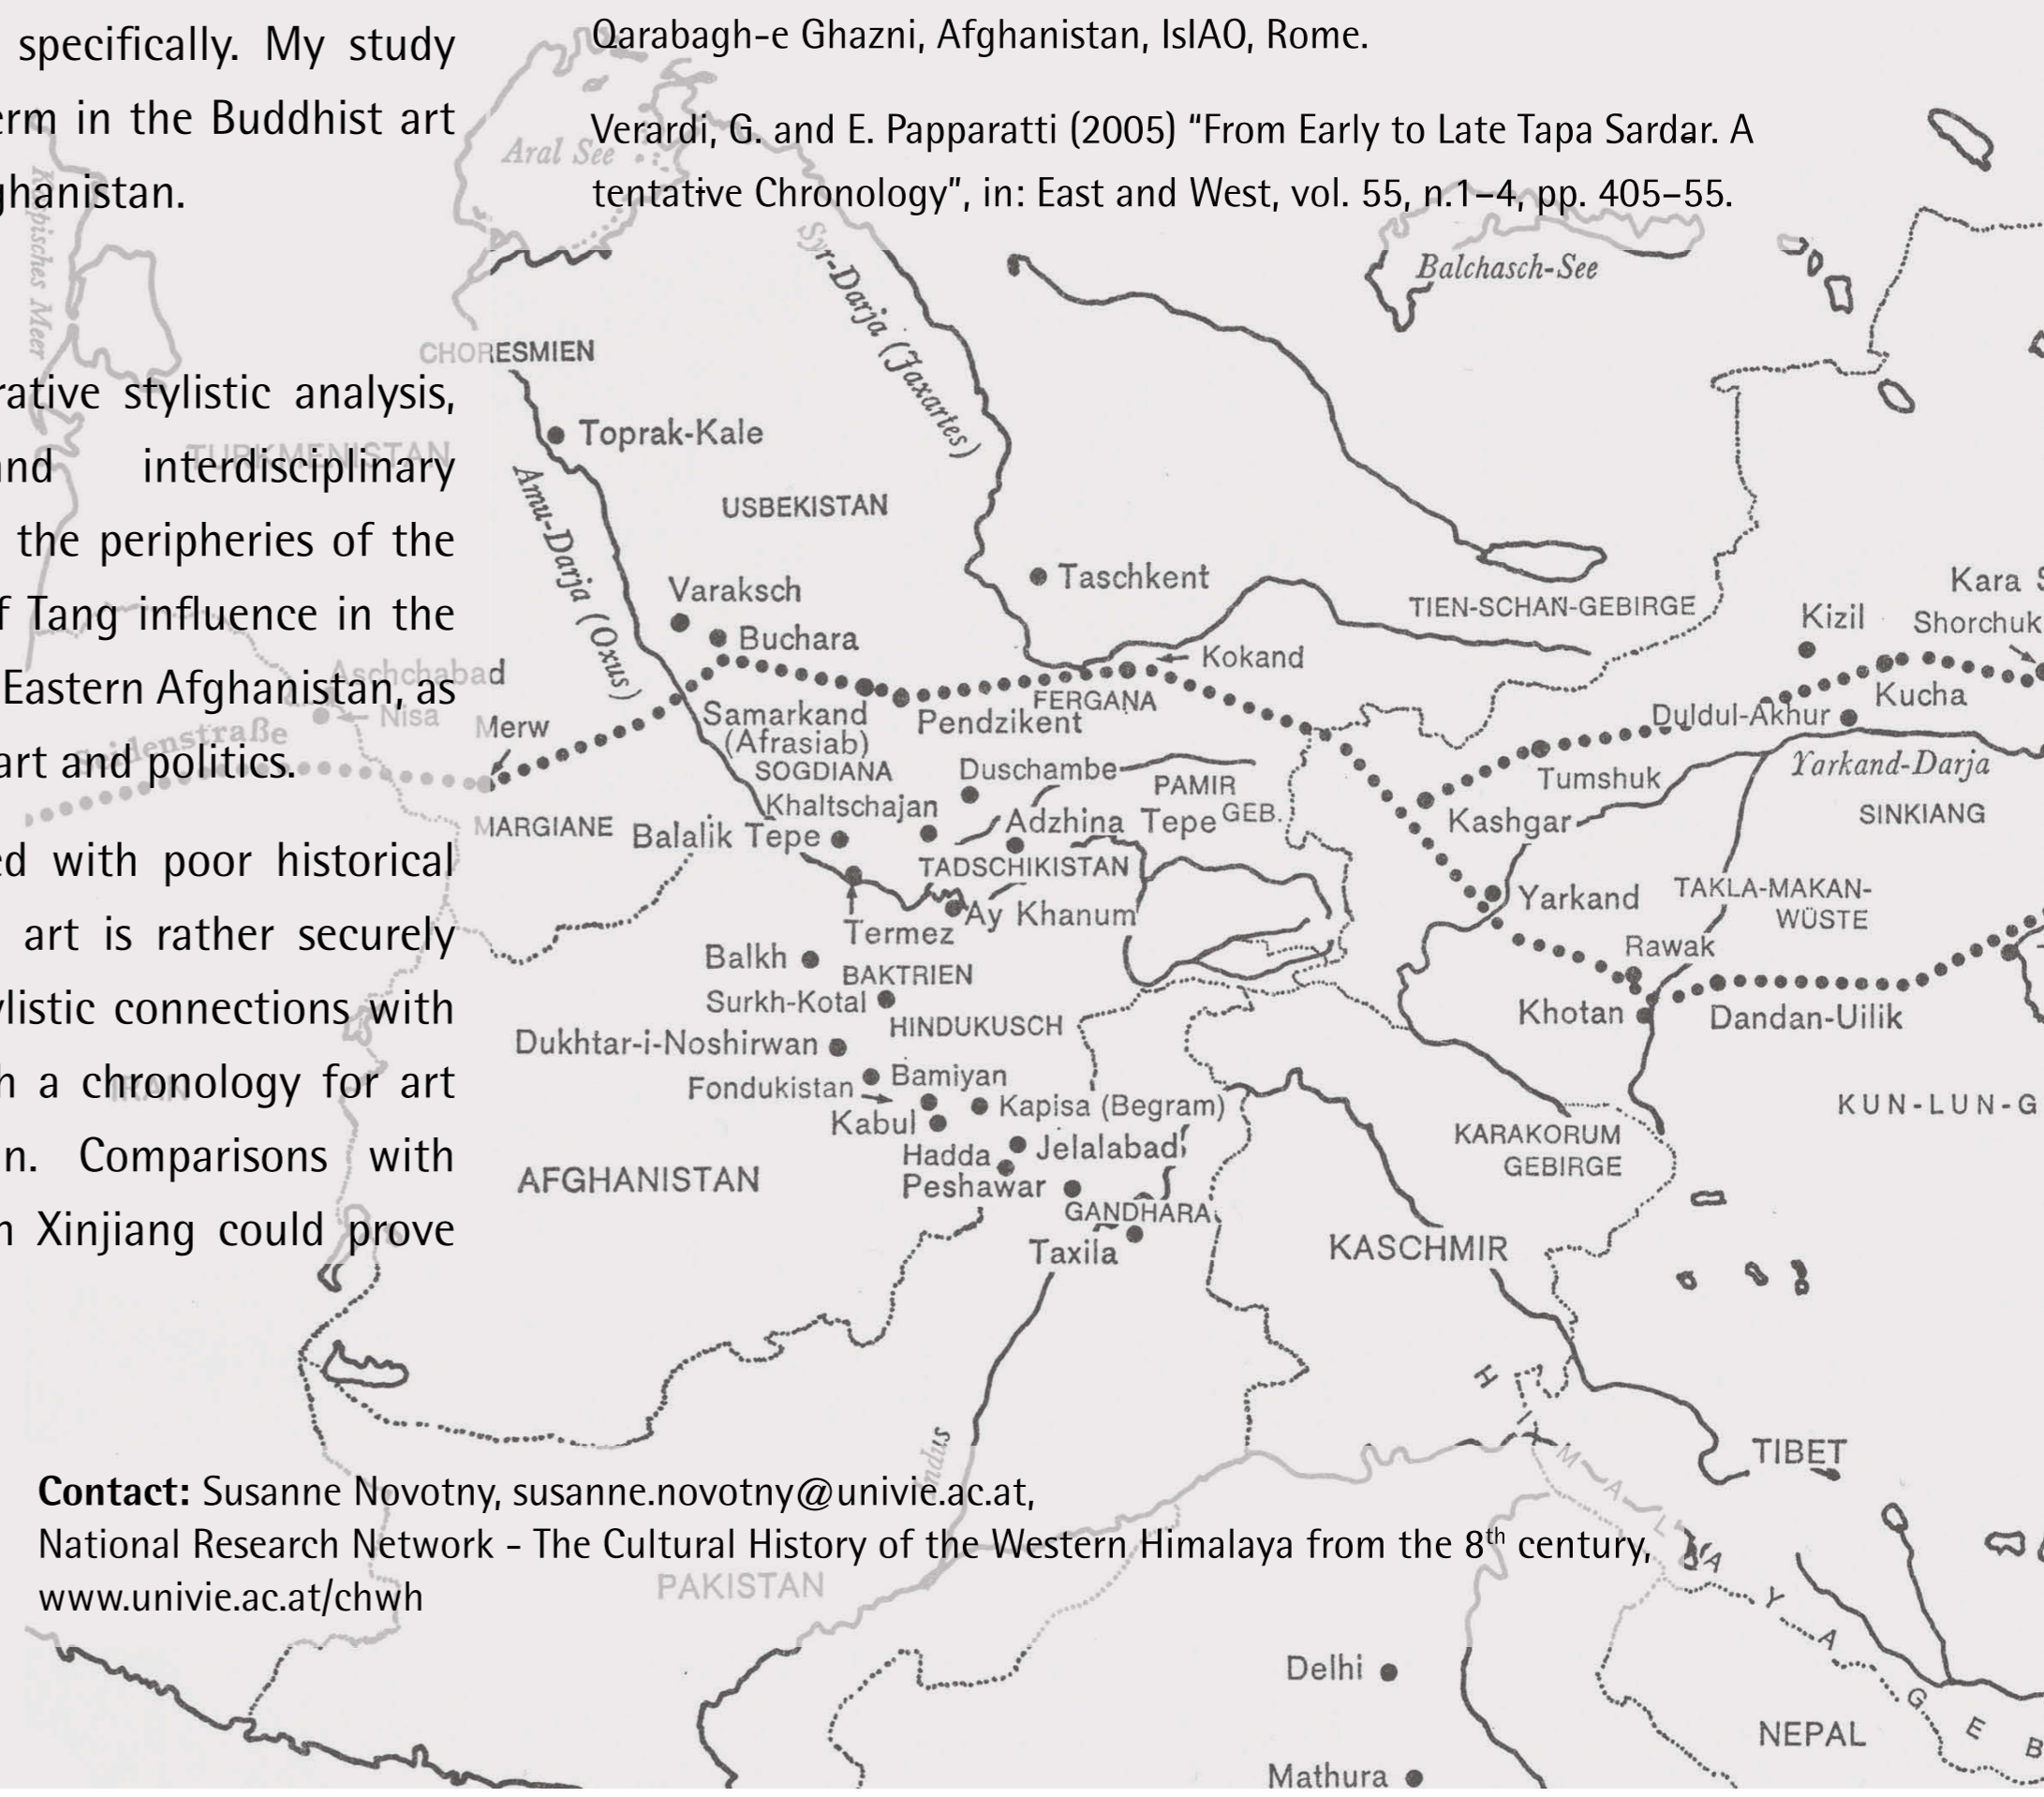 specifically. My study
in the Buddhist art
Qarabagh-e Ghazni, Afghanistan, IsIAO, Rome.
Verardi, G. and E. Papparatti (2005) “From Early to Late Tapa Sardar. A
tentative Chronology”, in: East and West, vol. 55, n.1–4, pp. 405–55.
stylistic analysis,
interdisciplinary
the peripheries of the
Tang influence in the
Eastern Afghanistan, as
art and politics.
with poor historical
art is rather securely
connections with
a chronology for art
Comparisons with
Xinjiang could prove
Aral See
Kaspisches Meer
Syr-Darja (Jaxartes)
Balchasch-See
CHORESMIEN
Toprak-Kale
TURKMENISTAN
Amu-Darja (Oxus)
USBEKISTAN
Taschkent
TIEN-SCHAN-GEBIRGE
Kara
Kizil
Shorchuk
Varaksch
Buchara
Kokand
Aschchabad
Nisa
Seidenstraße
Merw
Samarkand
(Afrasiab)
SOGDIANA
Pendzikent
FERGANA
Duldul-Akhur
Kucha
Yarkand-Darja
Tumshuk
SINKIANG
Duschambe
PAMIR
GEB.
Khaltschajan
MARGIANE
Balalik Tepe
Adzhina Tepe
Kashgar
TADSCHIKISTAN
Ay Khanum
Yarkand
TAKLA-MAKAN-
WÜSTE
Termez
Rawak
Balkh
BAKTRIEN
Surkh-Kotal
HINDUKUSCH
Khotan
Dandan-Uilik
Dukhtar-i-Noshirwan
Bamiyan
Fondukistan
Kapisa (Begram)
Kabul
IRAN
KUN-LUN-G
KARAKORUM
GEBIRGE
Hadda
Jelalabad
AFGHANISTAN
Peshawar
GANDHARA
Taxila
KASCHMIR
Indus
HIMALAYA GEB
TIBET
Contact: Susanne Novotny, susanne.novotny@univie.ac.at,
National Research Network - The Cultural History of the Western Himalaya from the 8th century,
www.univie.ac.at/chwh
PAKISTAN
Delhi
NEPAL
Mathura